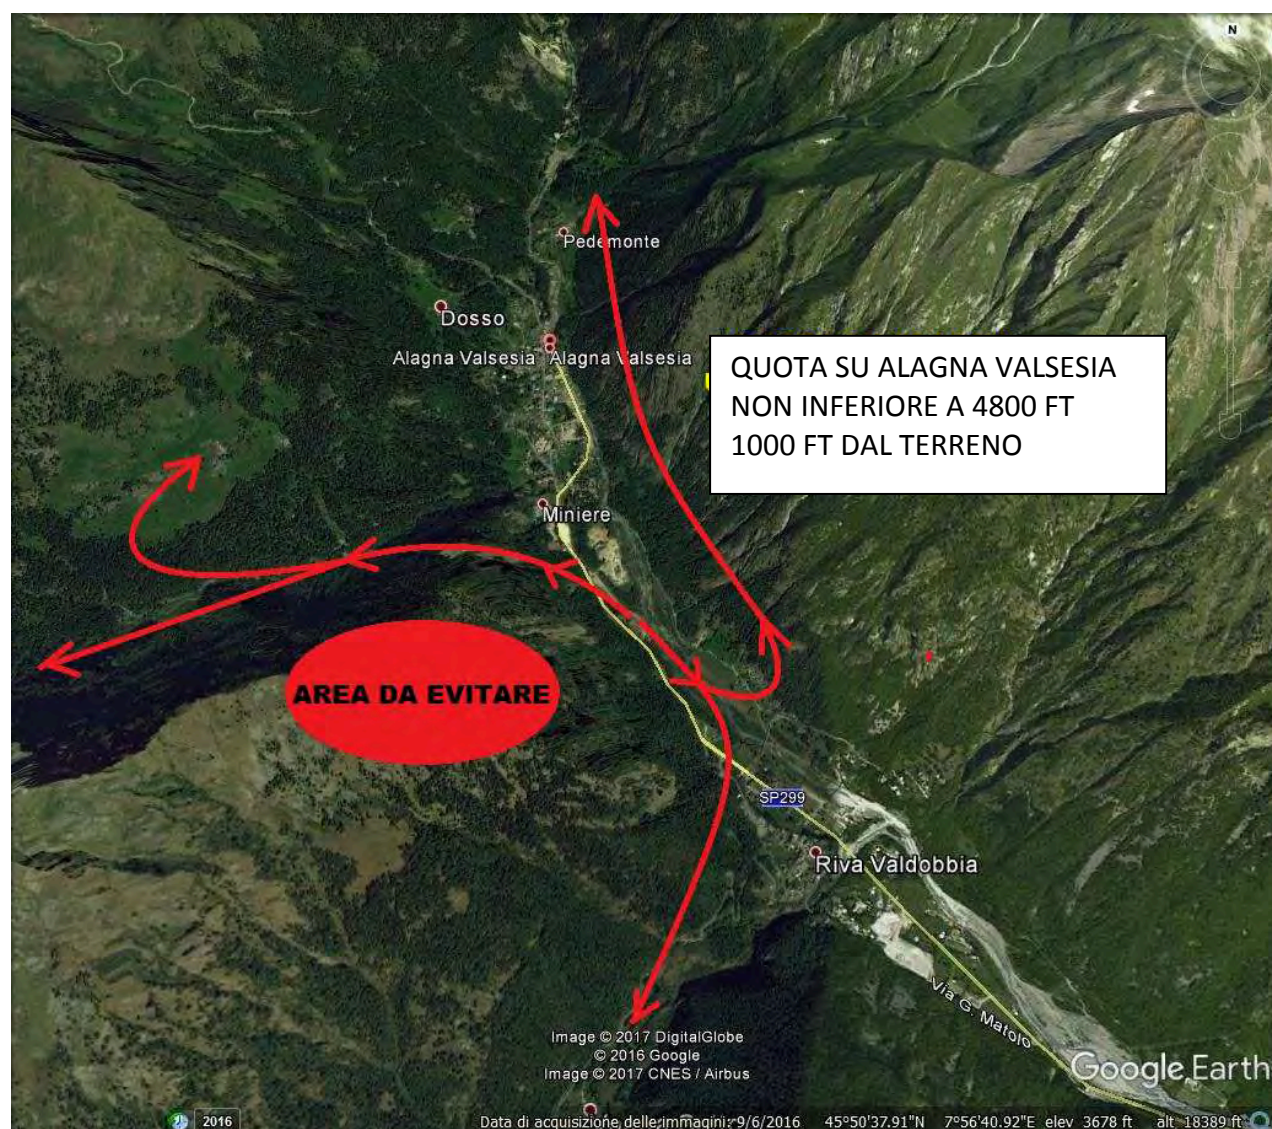 N
Pedemonte
Dosso
Alagna Valsesia Alagna Valsesia
QUOTA SU ALAGNA VALSESIA
NON INFERIORE A 4800 FT
1000 FT DAL TERRENO
Miniere
AREA DA EVITARE
SP299
Riva Valdobbia
Via G. Matolo
Image © 2017 DigitalGlobe
© 2016 Google
Image © 2017 CNES / Airbus
Google Earth
2016
Data di acquisizione delle immagini: 9/6/2016 45°50'37.91"N 7°56'40.92"E elev 3678 ft alt 18389 ft